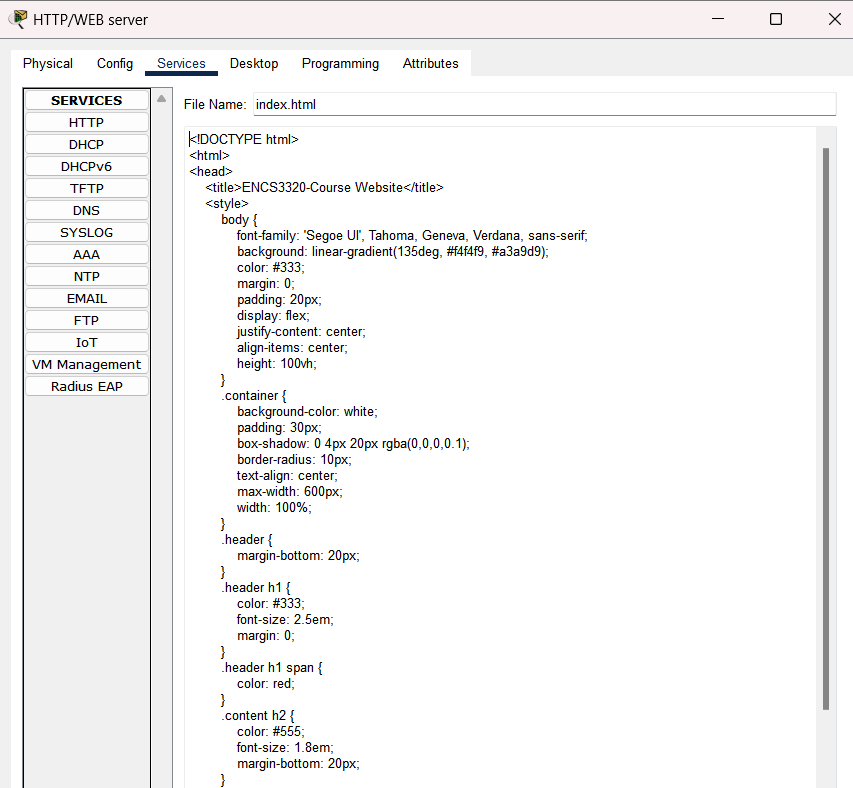 HTTP/WEB server
Physical Config Services Desktop Programming Attributes
SERVICES
HTTP
DHCP
DHCPv6
TFTP
DNS
SYSLOG
AAA
NTP
EMAIL
FTP
IoT
VM Management
Radius EAP
File Name: index.html
<!DOCTYPE html>
<html>
<head>
    <title>ENCS3320-Course Website</title>
    <style>
        body {
            font-family: 'Segoe UI', Tahoma, Geneva, Verdana, sans-serif;
            background: linear-gradient(135deg, #f4f4f9, #a3a9d9);
            color: #333;
            margin: 0;
            padding: 20px;
            display: flex;
            justify-content: center;
            align-items: center;
            height: 100vh;
        }
        .container {
            background-color: white;
            padding: 30px;
            box-shadow: 0 4px 20px rgba(0,0,0,0.1);
            border-radius: 10px;
            text-align: center;
            max-width: 600px;
            width: 100%;
        }
        .header {
            margin-bottom: 20px;
        }
        .header h1 {
            color: #333;
            font-size: 2.5em;
            margin: 0;
        }
        .header h1 span {
            color: red;
        }
        .content h2 {
            color: #555;
            font-size: 1.8em;
            margin-bottom: 20px;
        }